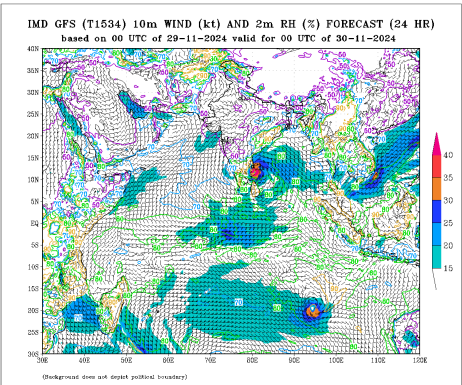 IMD GFS (T1534) 10m WIND (kt) AND 2m RH (%) FORECAST (24 HR)
based on 00 UTC of 29-11-2024 valid for 00 UTC of 30-11-2024
40N
35N
30N
25N
20N
15N
10N
5N
EQ
5S
10S
15S
20S
25S
30S
30E 40E 50E 60E 70E 80E 90E 100E 110E 120E
40
35
30
25
20
15
(Background does not depict political boundary)